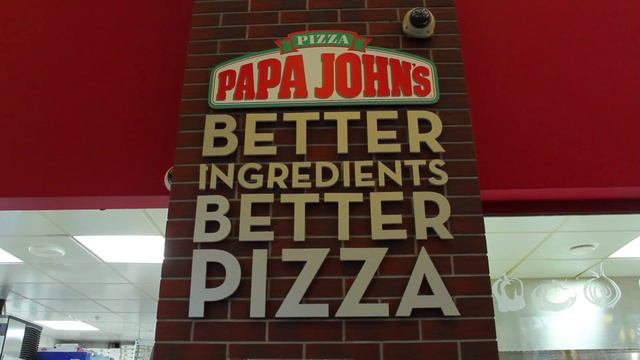 PIZZA
PAPA JOHN'S
BETTER
INGREDIENTS
BETTER
PIZZA